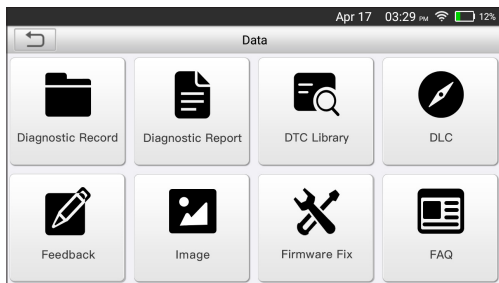 Apr 17 03:29 PM 12%
Data
Diagnostic Record Diagnostic Report DTC Library DLC
Feedback Image Firmware Fix FAQ